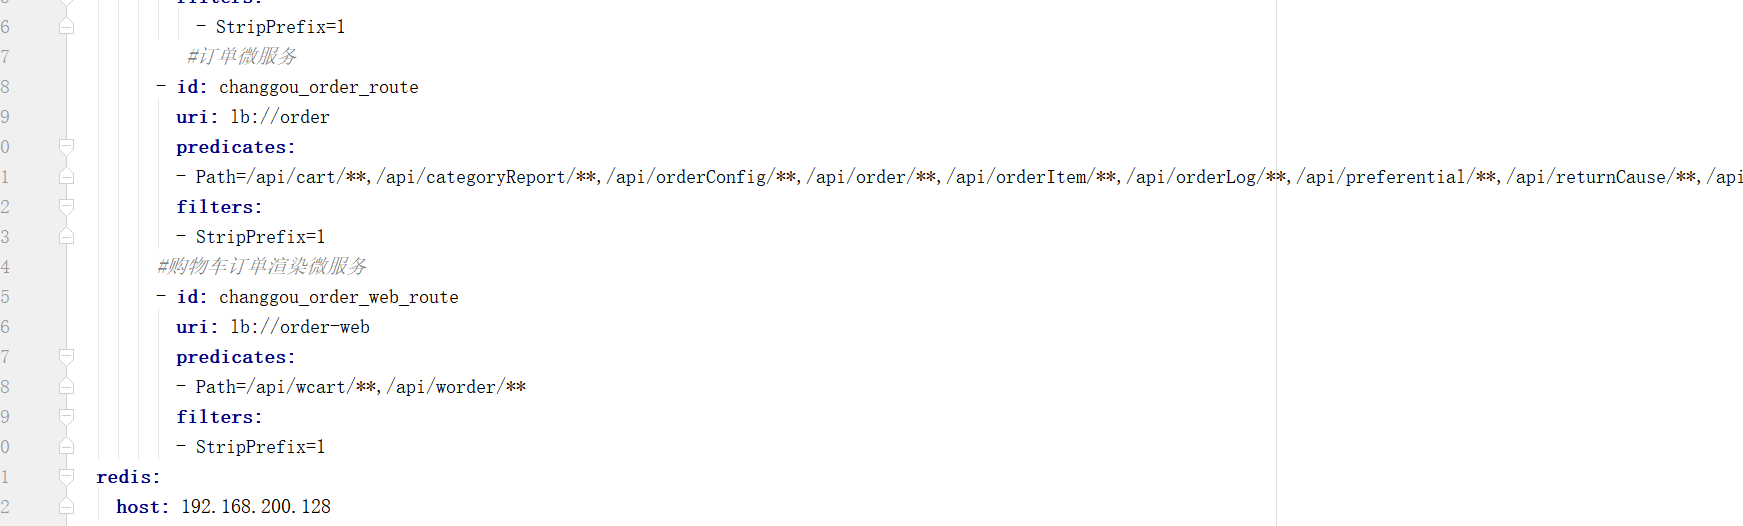 filters:
6 - StripPrefix=1
7 #订单微服务
8 - id: changgou_order_route
9 uri: lb://order
0 predicates:
1 - Path=/api/cart/**,/api/categoryReport/**,/api/orderConfig/**,/api/order/**,/api/orderItem/**,/api/orderLog/**,/api/preferential/**,/api/returnCause/**,/api
2 filters:
3 - StripPrefix=1
4 #购物车订单渲染微服务
5 - id: changgou_order_web_route
6 uri: lb://order-web
7 predicates:
8 - Path=/api/wcart/**,/api/worder/**
9 filters:
0 - StripPrefix=1
1 redis:
2 host: 192.168.200.128